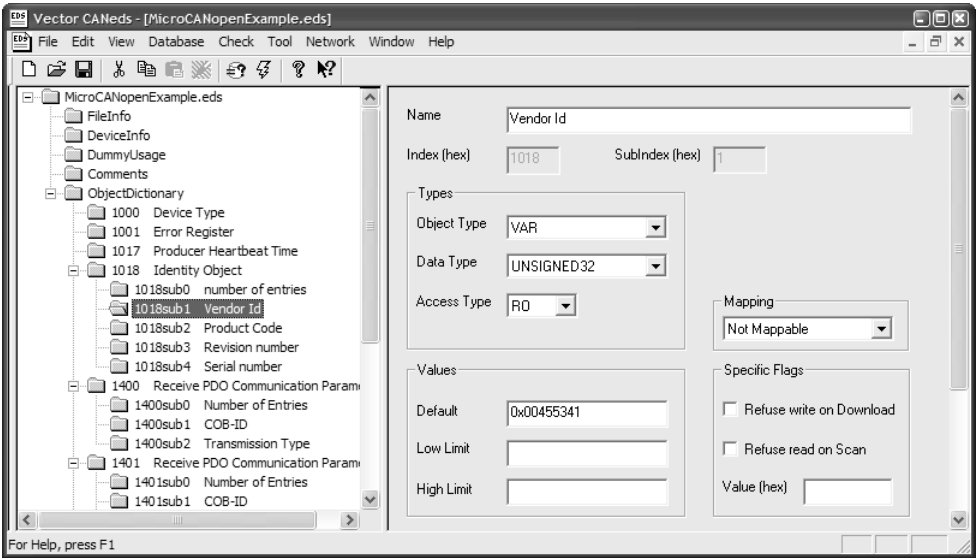 Vector CANeds - [MicroCANopenExample.eds]
File Edit View Database Check Tool Network Window Help
MicroCANopenExample.eds
FileInfo
DeviceInfo
DummyUsage
Comments
ObjectDictionary
1000 Device Type
1001 Error Register
1017 Producer Heartbeat Time
1018 Identity Object
1018sub0 number of entries
1018sub1 Vendor Id
1018sub2 Product Code
1018sub3 Revision number
1018sub4 Serial number
1400 Receive PDO Communication Parame
1400sub0 Number of Entries
1400sub1 COB-ID
1400sub2 Transmission Type
1401 Receive PDO Communication Parame
1401sub0 Number of Entries
1401sub1 COB-ID
Name Vendor Id
Index (hex) 1018 SubIndex (hex) 1
Types
Object Type VAR
Data Type UNSIGNED32
Access Type RO
Mapping
Not Mappable
Values
Default 0x00455341
Low Limit
High Limit
Specific Flags
Refuse write on Download
Refuse read on Scan
Value (hex)
For Help, press F1